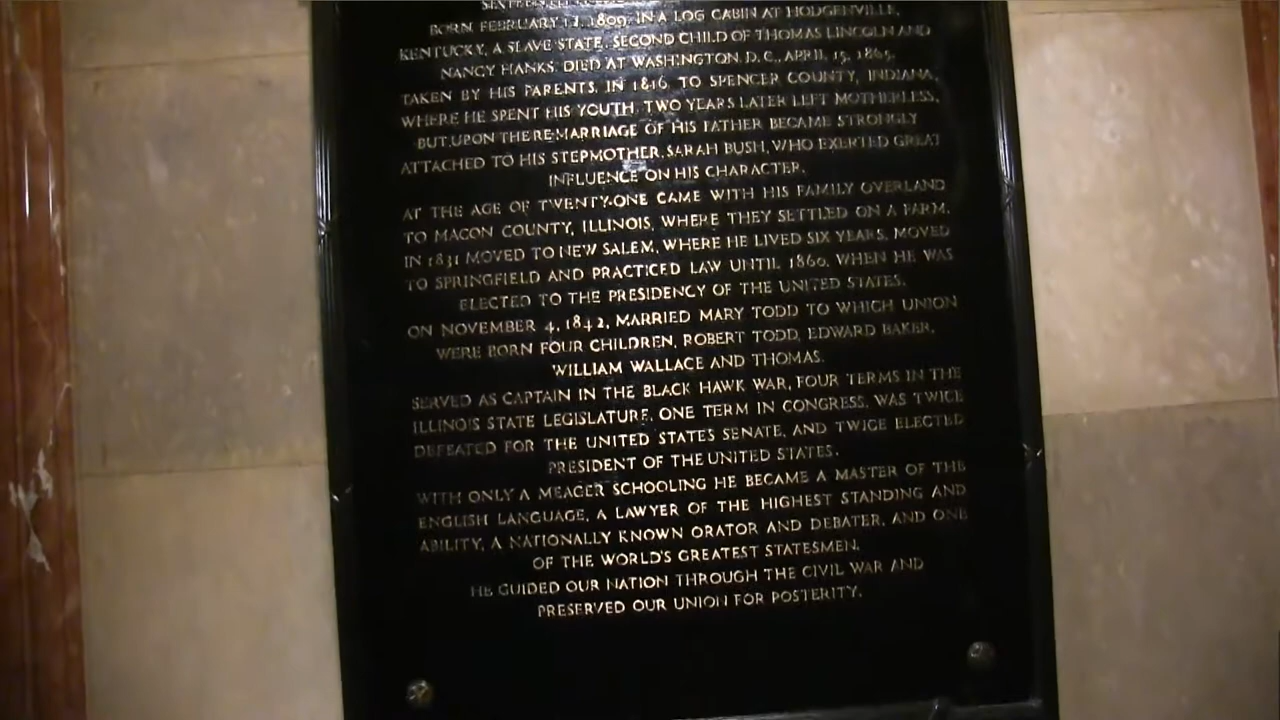 BORN FEBRUARY 12, 1809, IN A LOG CABIN AT HODGENVILLE,
KENTUCKY, A SLAVE STATE, SECOND CHILD OF THOMAS LINCOLN AND
NANCY HANKS. DIED AT WASHINGTON, D.C., APRIL 15, 1865.
TAKEN BY HIS PARENTS, IN 1816, TO SPENCER COUNTY, INDIANA,
WHERE HE SPENT HIS YOUTH. TWO YEARS LATER LEFT MOTHERLESS,
BUT UPON THE REMARRIAGE OF HIS FATHER BECAME STRONGLY
ATTACHED TO HIS STEPMOTHER, SARAH BUSH, WHO EXERTED GREAT
INFLUENCE ON HIS CHARACTER.
AT THE AGE OF TWENTY-ONE CAME WITH HIS FAMILY OVERLAND
TO MACON COUNTY, ILLINOIS, WHERE THEY SETTLED ON A FARM.
IN 1831 MOVED TO NEW SALEM, WHERE HE LIVED SIX YEARS. MOVED
TO SPRINGFIELD AND PRACTICED LAW UNTIL 1860, WHEN HE WAS
ELECTED TO THE PRESIDENCY OF THE UNITED STATES.
ON NOVEMBER 4, 1842, MARRIED MARY TODD TO WHICH UNION
WERE BORN FOUR CHILDREN, ROBERT TODD, EDWARD BAKER,
WILLIAM WALLACE AND THOMAS.
SERVED AS CAPTAIN IN THE BLACK HAWK WAR, FOUR TERMS IN THE
ILLINOIS STATE LEGISLATURE, ONE TERM IN CONGRESS, WAS TWICE
DEFEATED FOR THE UNITED STATES SENATE, AND TWICE ELECTED
PRESIDENT OF THE UNITED STATES.
WITH ONLY A MEAGER SCHOOLING HE BECAME A MASTER OF THE
ENGLISH LANGUAGE, A LAWYER OF THE HIGHEST STANDING AND
ABILITY, A NATIONALLY KNOWN ORATOR AND DEBATER, AND ONE
OF THE WORLD'S GREATEST STATESMEN.
HE GUIDED OUR NATION THROUGH THE CIVIL WAR AND
PRESERVED OUR UNION FOR POSTERITY.